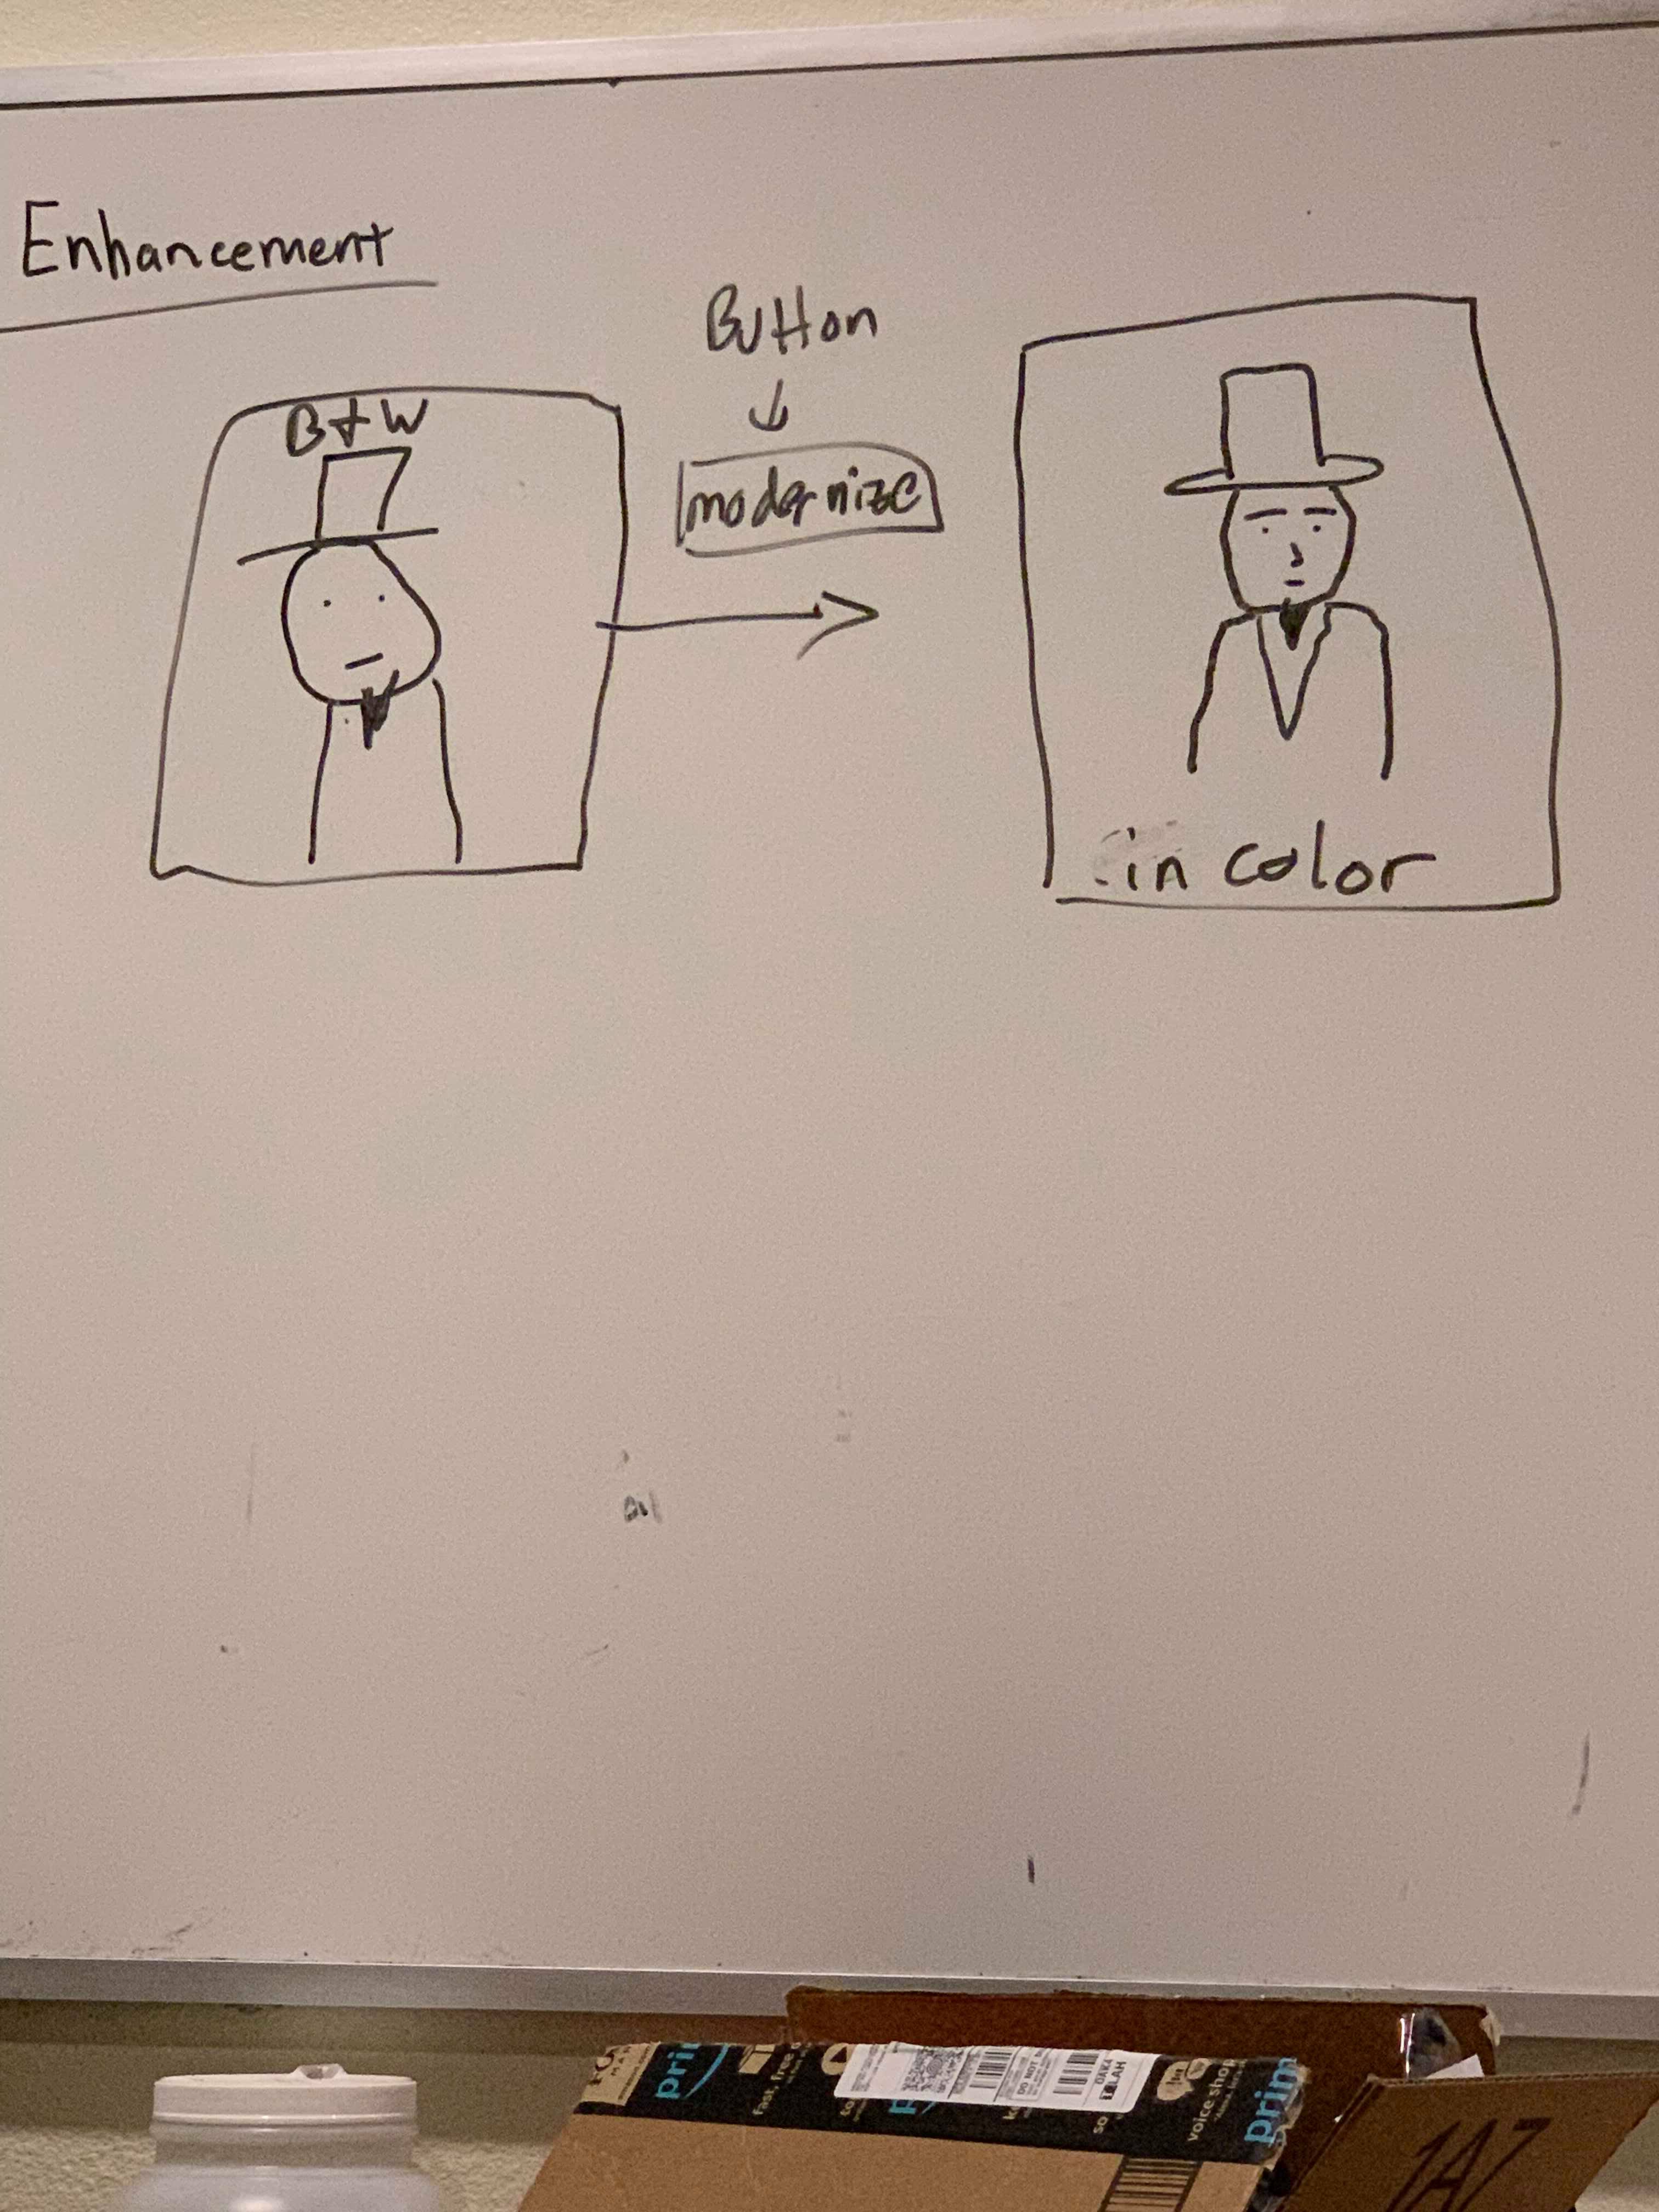 Enhancement
Button
B+W
modernize
in color
prime
fast, free
DO NOT
OAK4
LAH
voice shop
prim
1A7